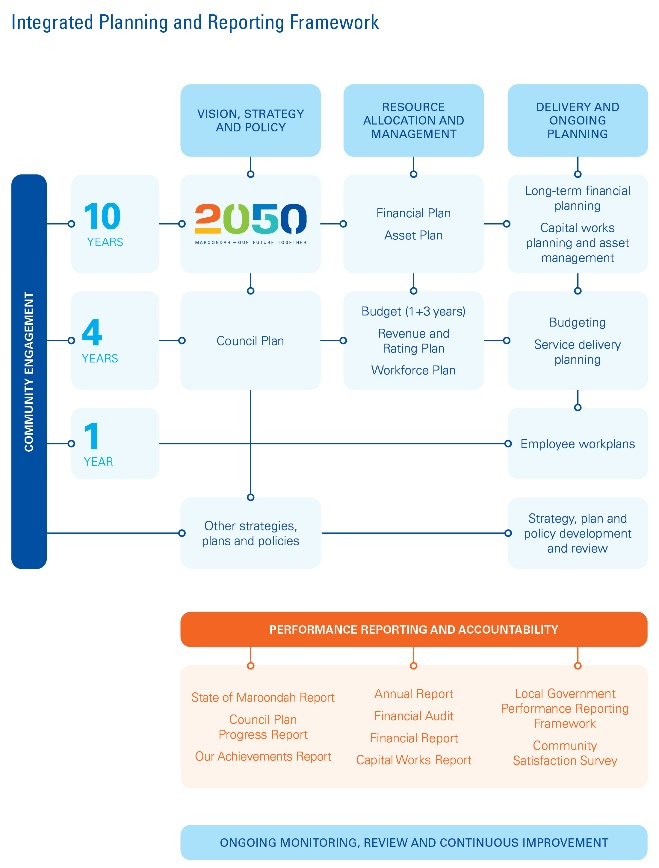 Integrated Planning and Reporting Framework
VISION, STRATEGY
AND POLICY
RESOURCE
ALLOCATION AND
MANAGEMENT
DELIVERY AND
ONGOING
PLANNING
COMMUNITY ENGAGEMENT
10
YEARS
2050
MAROONDAH – OUR FUTURE TOGETHER
Financial Plan
Asset Plan
Long-term financial
planning
Capital works
planning and asset
management
4
YEARS
Council Plan
Budget (1+3 years)
Revenue and
Rating Plan
Workforce Plan
Budgeting
Service delivery
planning
1
YEAR
Employee workplans
Other strategies,
plans and policies
Strategy, plan and
policy development
and review
PERFORMANCE REPORTING AND ACCOUNTABILITY
State of Maroondah Report
Council Plan
Progress Report
Our Achievements Report
Annual Report
Financial Audit
Financial Report
Capital Works Report
Local Government
Performance Reporting
Framework
Community
Satisfaction Survey
ONGOING MONITORING, REVIEW AND CONTINUOUS IMPROVEMENT